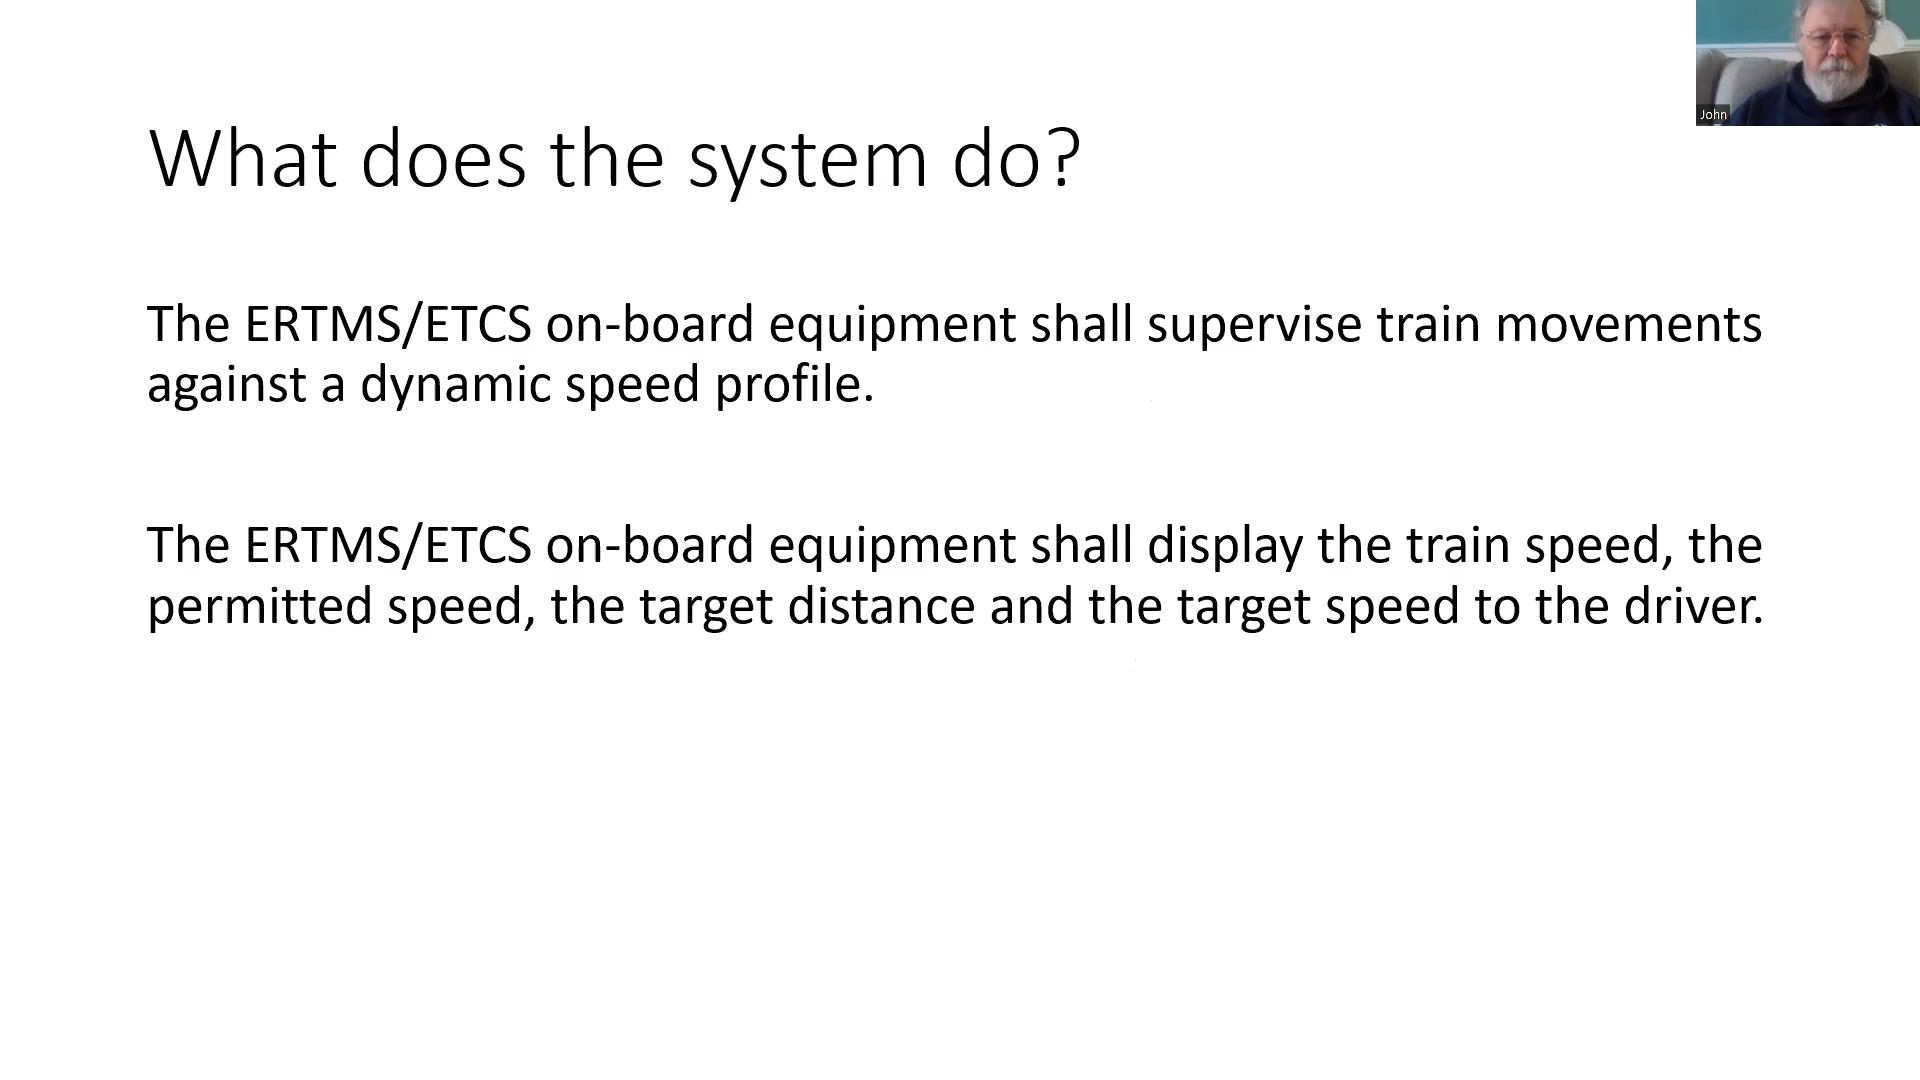 What does the system do?
The ERTMS/ETCS on-board equipment shall supervise train movements
against a dynamic speed profile.
The ERTMS/ETCS on-board equipment shall display the train speed, the
permitted speed, the target distance and the target speed to the driver.
John